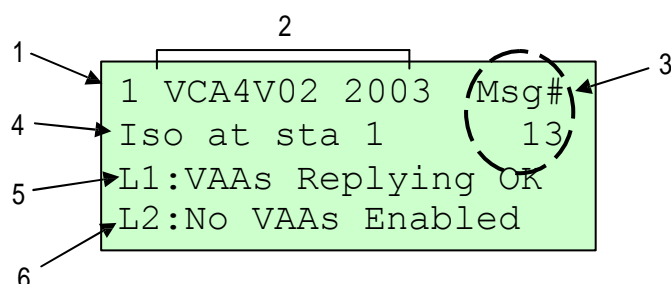 2
1
3
1 VCA4V02 2003 Msg#
4
Iso at sta 1 13
5
L1:VAAs Replying OK
L2:No VAAs Enabled
6